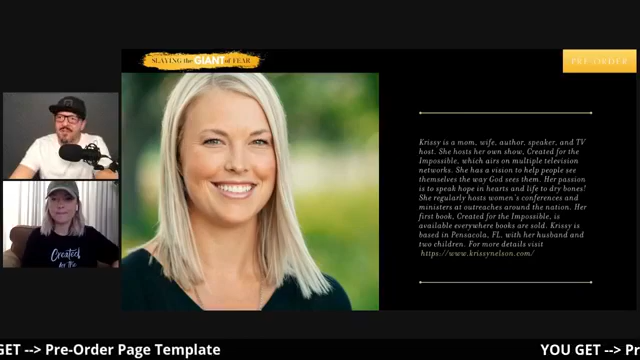 SLAYING the GIANT of FEAR
PRE-ORDER
Krissy is a mom, wife, author, speaker, and TV
host. She hosts her own show, Created for the
Impossible, which airs on multiple television
networks. She has a vision to help people see
themselves the way God sees them. Her passion
is to speak hope in hearts and life to dry bones!
She regularly hosts women's conferences and
ministers at outreaches around the nation. Her
first book, Created for the Impossible, is
available everywhere books are sold. Krissy is
based in Pensacola, FL, with her husband and
two children. For more details visit
https://www.krissynelson.com/
Created
for the
GET --> Pre-Order Page Template
YOU GET --> Pr